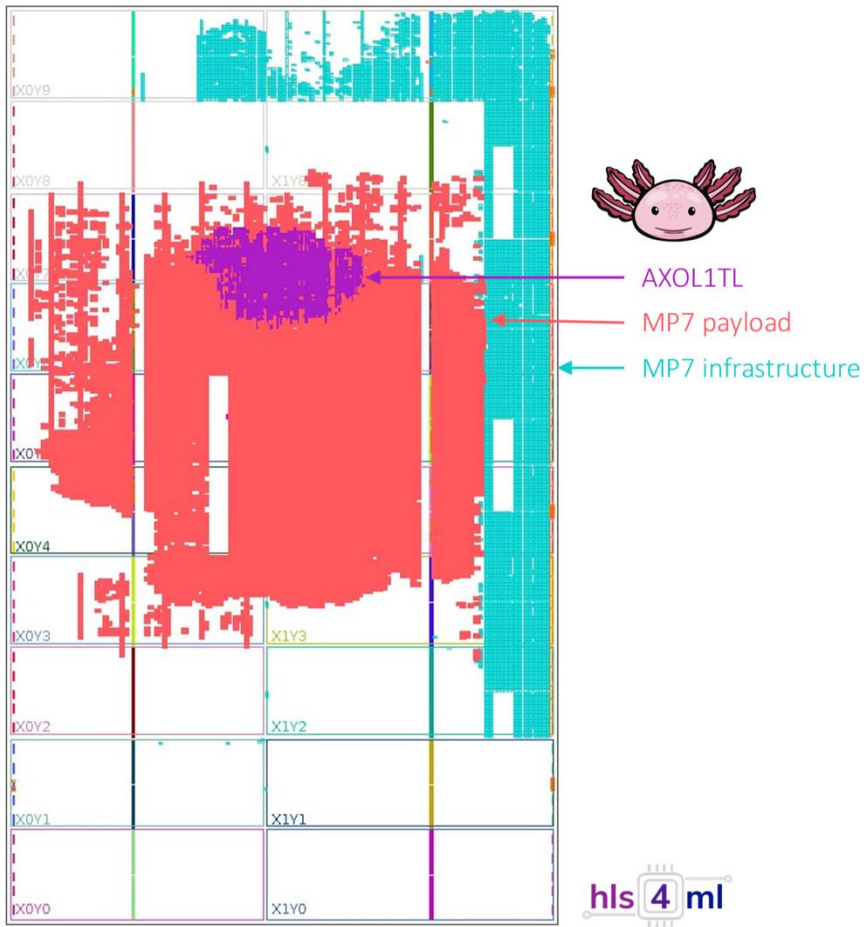 X0Y9
X0Y8
X1Y8
AXOL1TL
MP7 payload
MP7 infrastructure
X0Y4
X0Y3
X1Y3
X0Y2
X1Y2
X0Y1
X1Y1
X0Y0
X1Y0
hls 4 ml